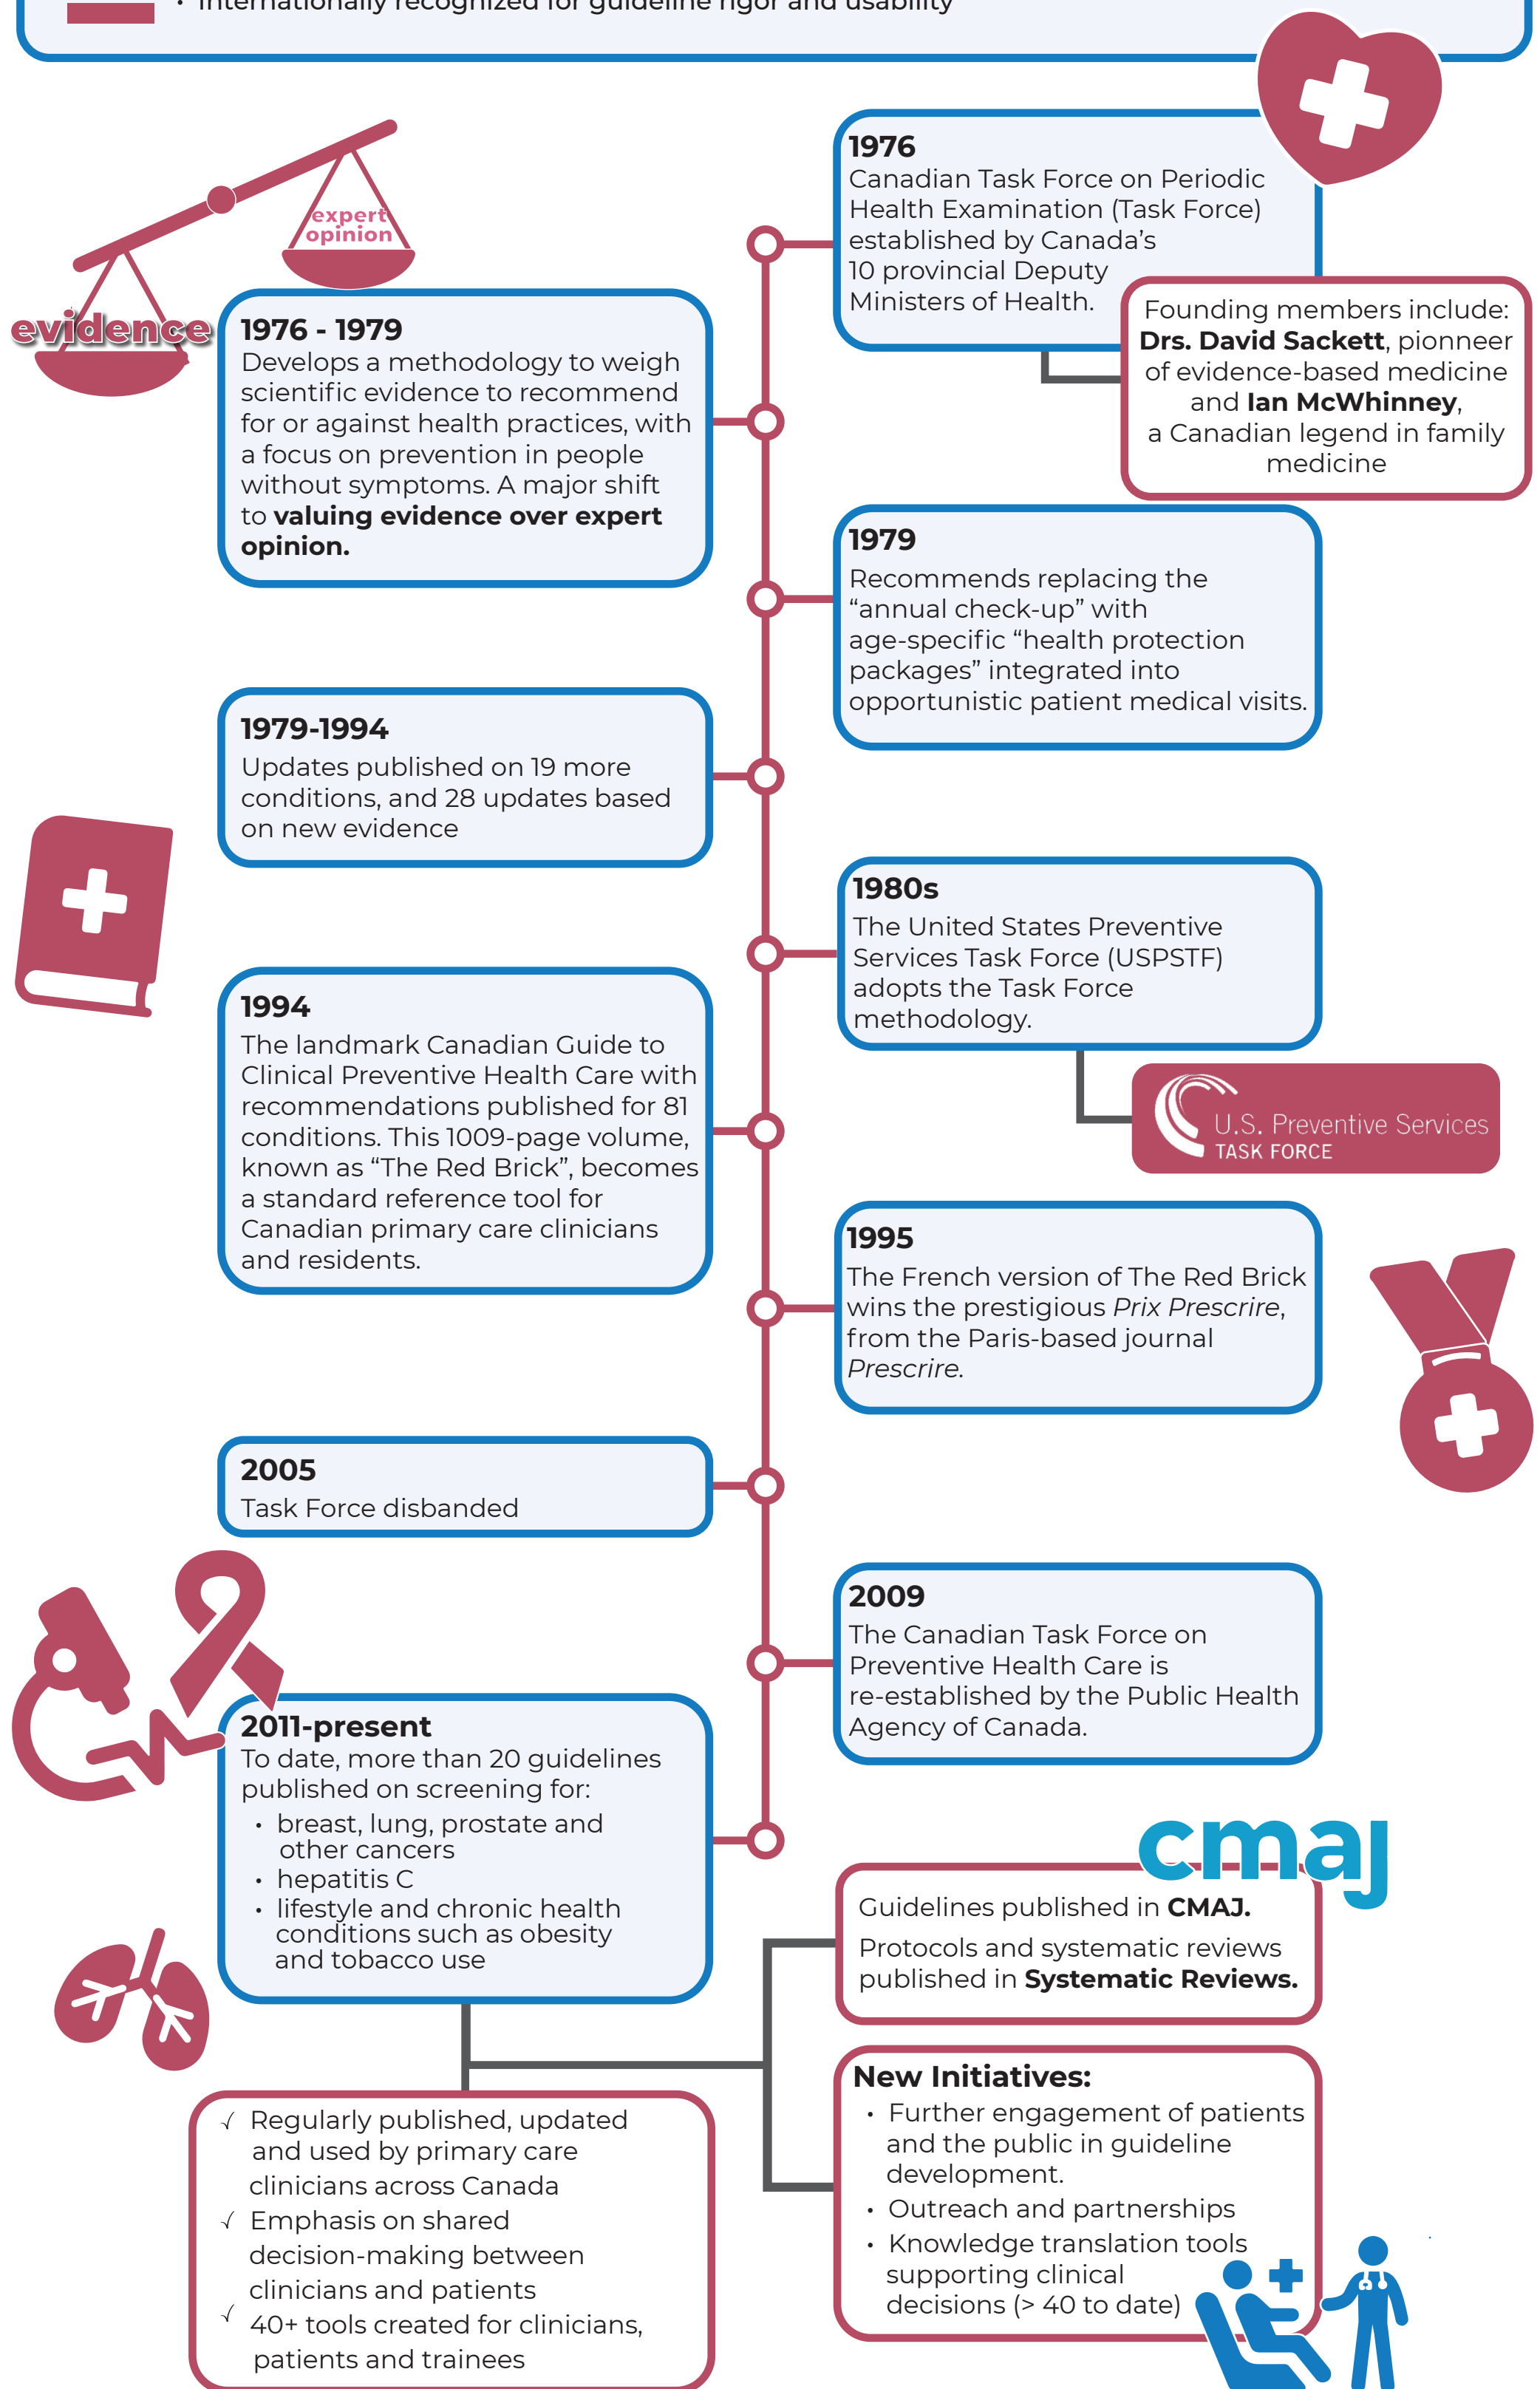 • Internationally recognized for guideline rigor and usability
expert
opinion
evidence
1976
Canadian Task Force on Periodic
Health Examination (Task Force)
established by Canada’s
10 provincial Deputy
Ministers of Health.
Founding members include:
Drs. David Sackett, pionneer
of evidence-based medicine
and Ian McWhinney,
a Canadian legend in family
medicine
1976 - 1979
Develops a methodology to weigh
scientific evidence to recommend
for or against health practices, with
a focus on prevention in people
without symptoms. A major shift
to valuing evidence over expert
opinion.
1979
Recommends replacing the
“annual check-up” with
age-specific “health protection
packages” integrated into
opportunistic patient medical visits.
1979-1994
Updates published on 19 more
conditions, and 28 updates based
on new evidence
1980s
The United States Preventive
Services Task Force (USPSTF)
adopts the Task Force
methodology.
U.S. Preventive Services
TASK FORCE
1994
The landmark Canadian Guide to
Clinical Preventive Health Care with
recommendations published for 81
conditions. This 1009-page volume,
known as “The Red Brick”, becomes
a standard reference tool for
Canadian primary care clinicians
and residents.
1995
The French version of The Red Brick
wins the prestigious Prix Prescrire,
from the Paris-based journal
Prescrire.
2005
Task Force disbanded
2009
The Canadian Task Force on
Preventive Health Care is
re-established by the Public Health
Agency of Canada.
2011-present
To date, more than 20 guidelines
published on screening for:
• breast, lung, prostate and
other cancers
• hepatitis C
• lifestyle and chronic health
conditions such as obesity
and tobacco use
cmaj
Guidelines published in CMAJ.
Protocols and systematic reviews
published in Systematic Reviews.
New Initiatives:
• Further engagement of patients
and the public in guideline
development.
• Outreach and partnerships
• Knowledge translation tools
supporting clinical
decisions (> 40 to date)
✓ Regularly published, updated
and used by primary care
clinicians across Canada
✓ Emphasis on shared
decision-making between
clinicians and patients
✓ 40+ tools created for clinicians,
patients and trainees